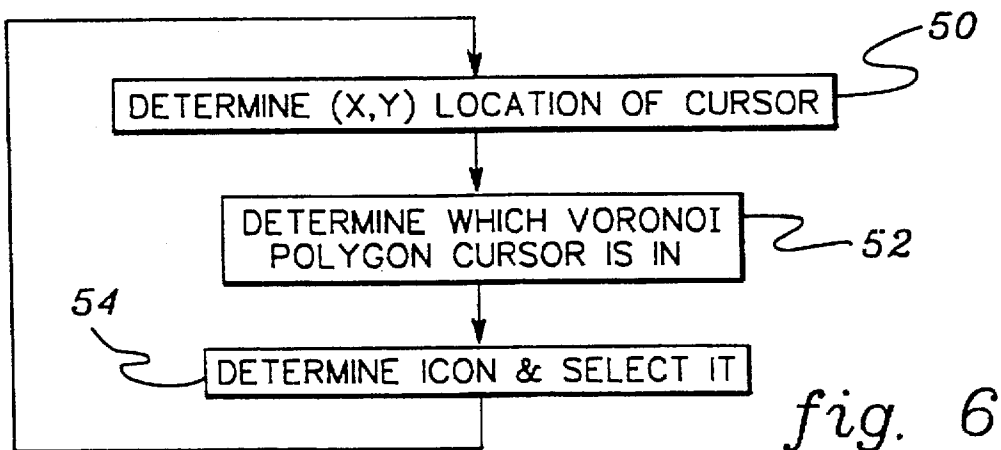 50
DETERMINE (X,Y) LOCATION OF CURSOR
DETERMINE WHICH VORONOI
POLYGON CURSOR IS IN
52
54
DETERMINE ICON & SELECT IT
fig. 6